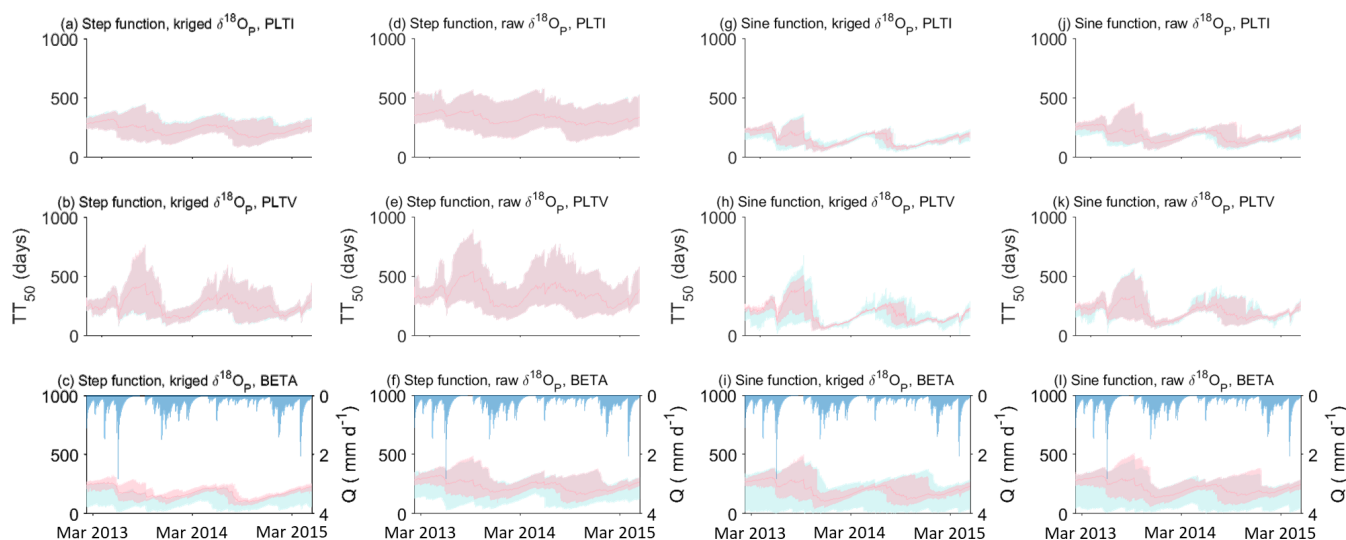 (a) Step function, kriged δ¹⁸Oₚ, PLTI
(d) Step function, raw δ¹⁸Oₚ, PLTI
(g) Sine function, kriged δ¹⁸Oₚ, PLTI
(j) Sine function, raw δ¹⁸Oₚ, PLTI
1000
500
0
1000
500
0
1000
500
0
1000
500
0
(b) Step function, kriged δ¹⁸Oₚ, PLTV
(e) Step function, raw δ¹⁸Oₚ, PLTV
(h) Sine function, kriged δ¹⁸Oₚ, PLTV
(k) Sine function, raw δ¹⁸Oₚ, PLTV
TT₅₀ (days)
1000
500
0
TT₅₀ (days)
1000
500
0
TT₅₀ (days)
1000
500
0
TT₅₀ (days)
1000
500
0
(c) Step function, kriged δ¹⁸Oₚ, BETA
(f) Step function, raw δ¹⁸Oₚ, BETA
(i) Sine function, kriged δ¹⁸Oₚ, BETA
(l) Sine function, raw δ¹⁸Oₚ, BETA
1000
500
0
0
2
4
Q ( mm d⁻¹)
1000
500
0
0
2
4
Q ( mm d⁻¹)
1000
500
0
0
2
4
Q ( mm d⁻¹)
1000
500
0
0
2
4
Q ( mm d⁻¹)
Mar 2013 Mar 2014 Mar 2015
Mar 2013 Mar 2014 Mar 2015
Mar 2013 Mar 2014 Mar 2015
Mar 2013 Mar 2014 Mar 2015